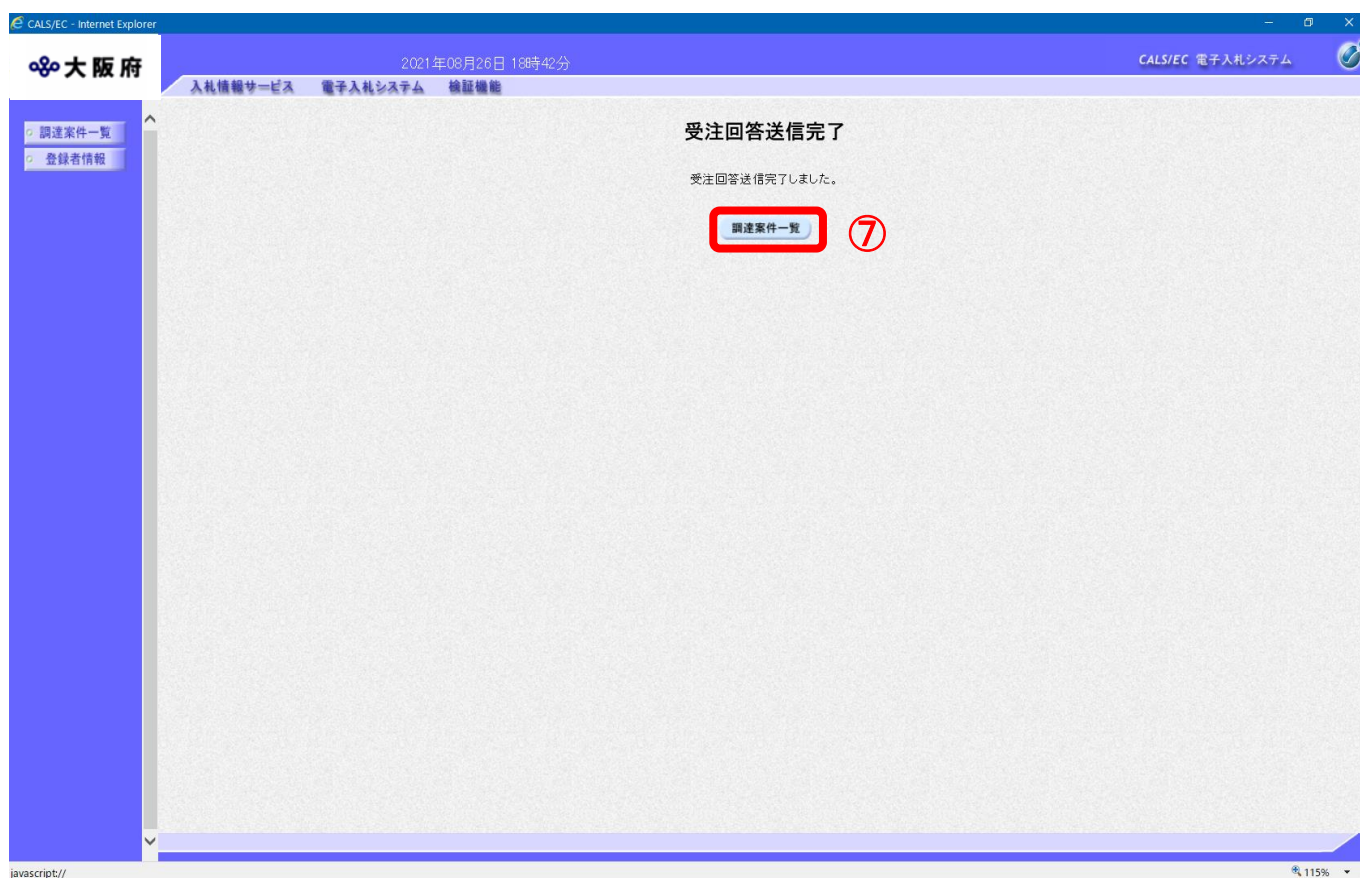 CALS/EC - Internet Explorer
大阪府
2021年08月26日 18時42分
CALS/EC 電子入札システム
入札情報サービス 電子入札システム 検証機能
調達案件一覧
登録者情報
受注回答送信完了
受注回答送信完了しました。
調達案件一覧
⑦
javascript://
115%